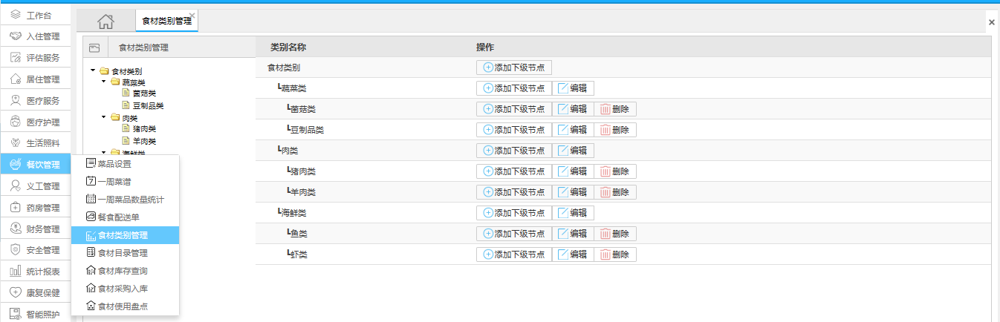 工作台
入住管理
评估服务
居住管理
医疗服务
医疗护理
生活照料
餐饮管理
义工管理
药房管理
财务管理
安全管理
统计报表
康复保健
智能照护
食材类别管理
食材类别管理
食材类别
蔬菜类
菌菇类
豆制品类
肉类
猪肉类
羊肉类
海鲜类
菜品设置
一周菜谱
一周菜品数量统计
餐食配送单
食材类别管理
食材目录管理
食材库存查询
食材采购入库
食材使用盘点
类别名称 操作
食材类别 添加下级节点
┗蔬菜类 添加下级节点 编辑
┗菌菇类 添加下级节点 编辑 删除
┗豆制品类 添加下级节点 编辑 删除
┗肉类 添加下级节点 编辑
┗猪肉类 添加下级节点 编辑 删除
┗羊肉类 添加下级节点 编辑 删除
┗海鲜类 添加下级节点 编辑
┗鱼类 添加下级节点 编辑 删除
┗虾类 添加下级节点 编辑 删除